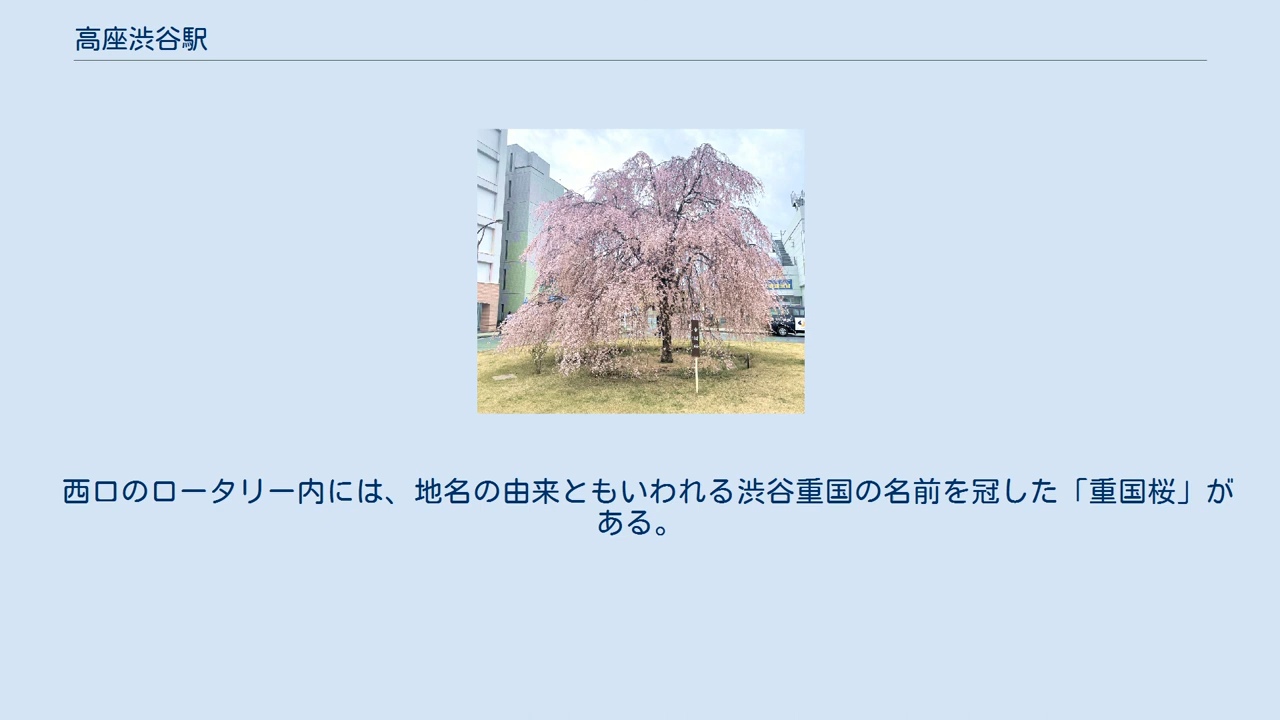 高座渋谷駅
西口のロータリー内には、地名の由来ともいわれる渋谷重国の名前を冠した「重国桜」が
ある。